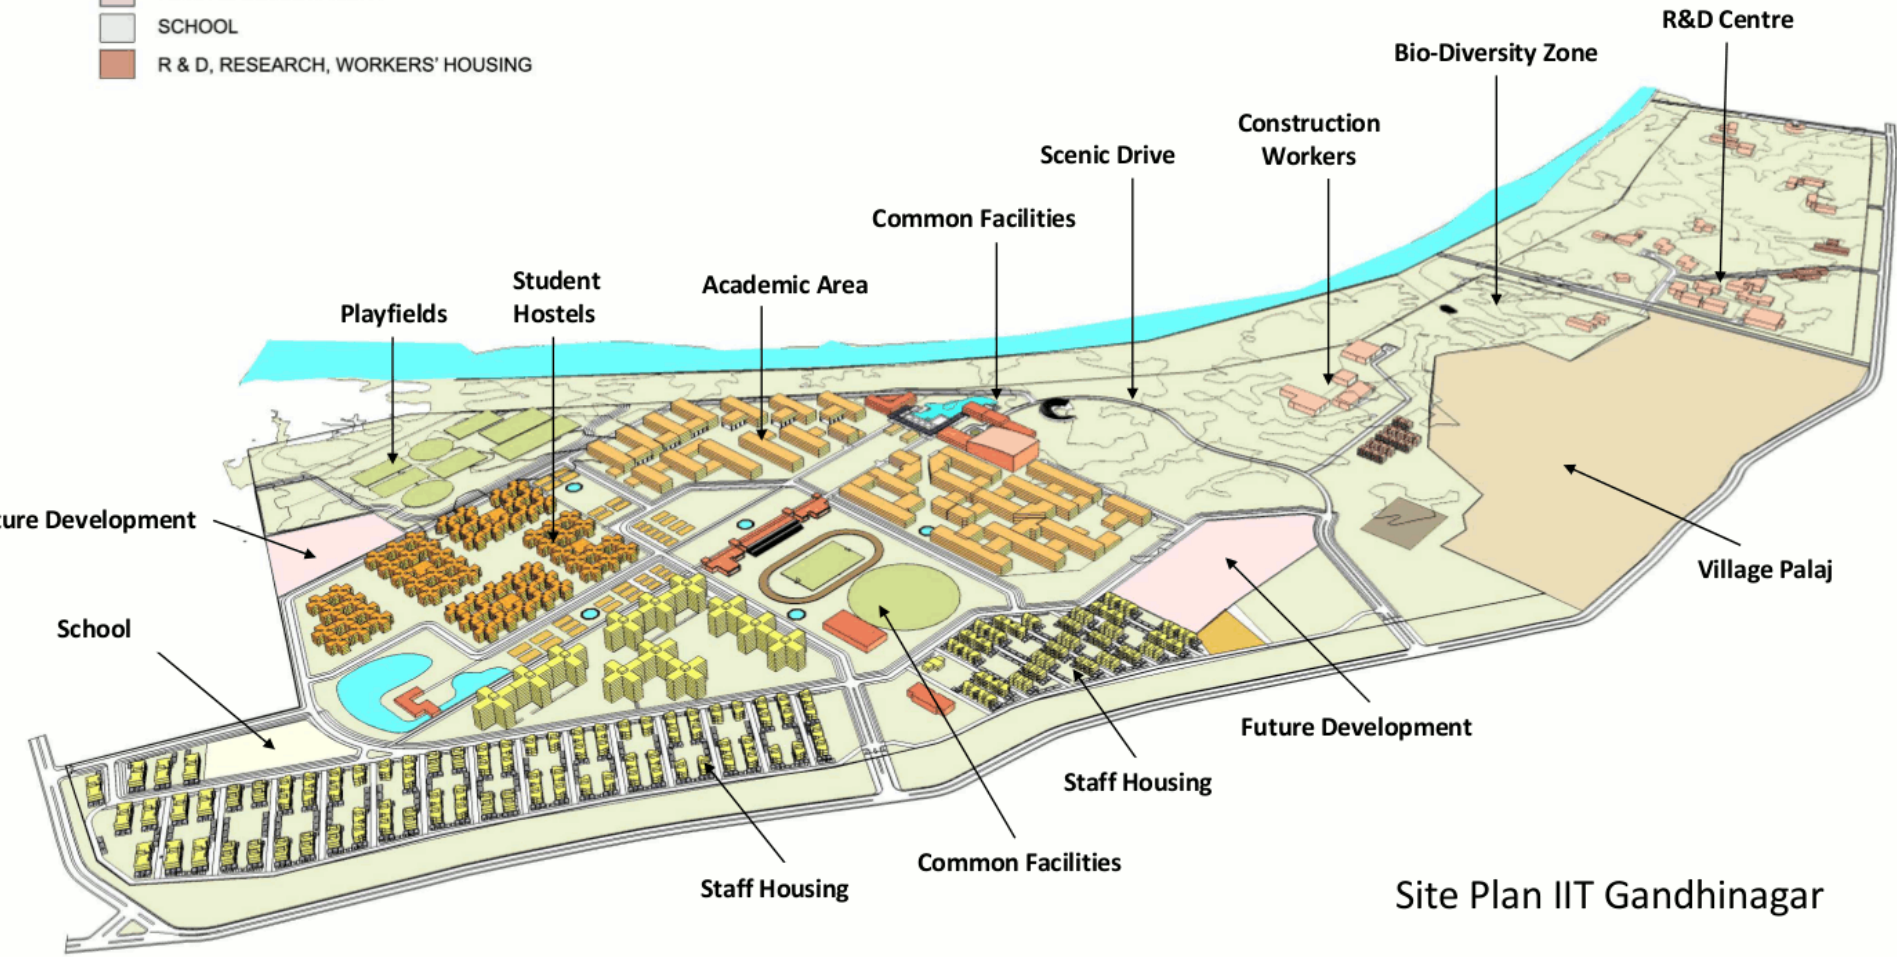 SCHOOL
R & D, RESEARCH, WORKERS' HOUSING
R&D Centre
Bio-Diversity Zone
Construction
Workers
Scenic Drive
Common Facilities
Student
Hostels
Academic Area
Playfields
ture Development
School
Village Palaj
Future Development
Staff Housing
Common Facilities
Staff Housing
Site Plan IIT Gandhinagar